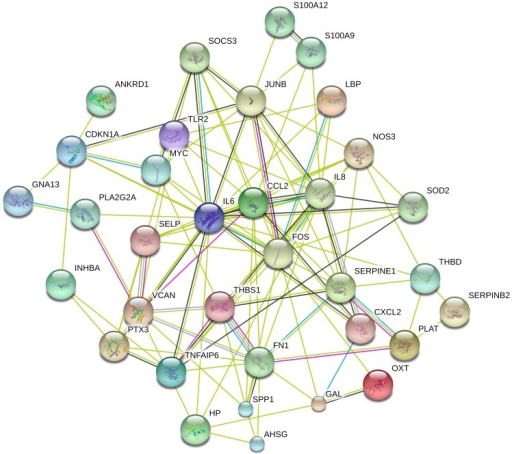 S100A12
S100A9
SOCS3
JUNB
LBP
ANKRD1
TLR2
CDKN1A
MYC
NOS3
GNA13
PLA2G2A
IL6
CCL2
IL8
SOD2
SELP
FOS
INHBA
VCAN
THBS1
SERPINE1
THBD
SERPINB2
PTX3
CXCL2
TNFAIP6
FN1
PLAT
OXT
SPP1
GAL
HP
AHSG